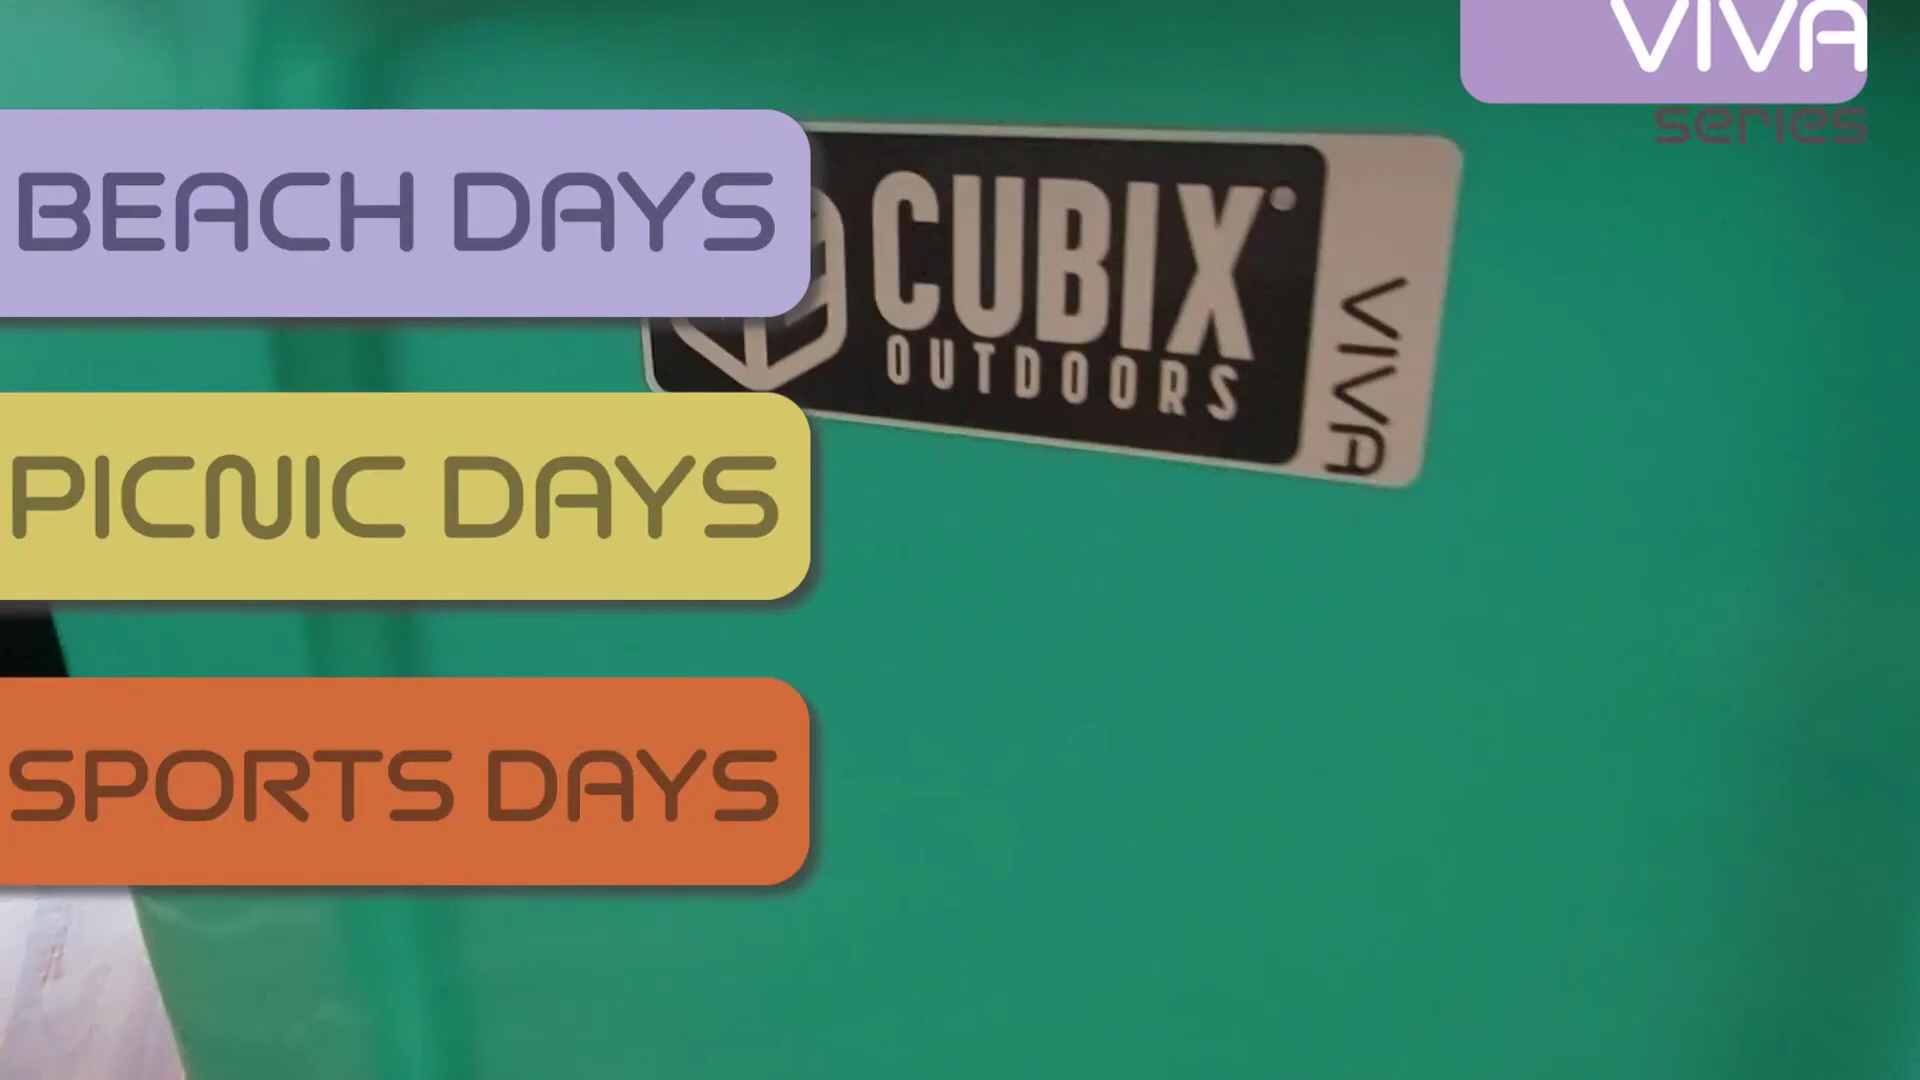 VIVA
series
BEACH DAYS
CUBIX
OUTDOORS
VIVA
PICNIC DAYS
SPORTS DAYS